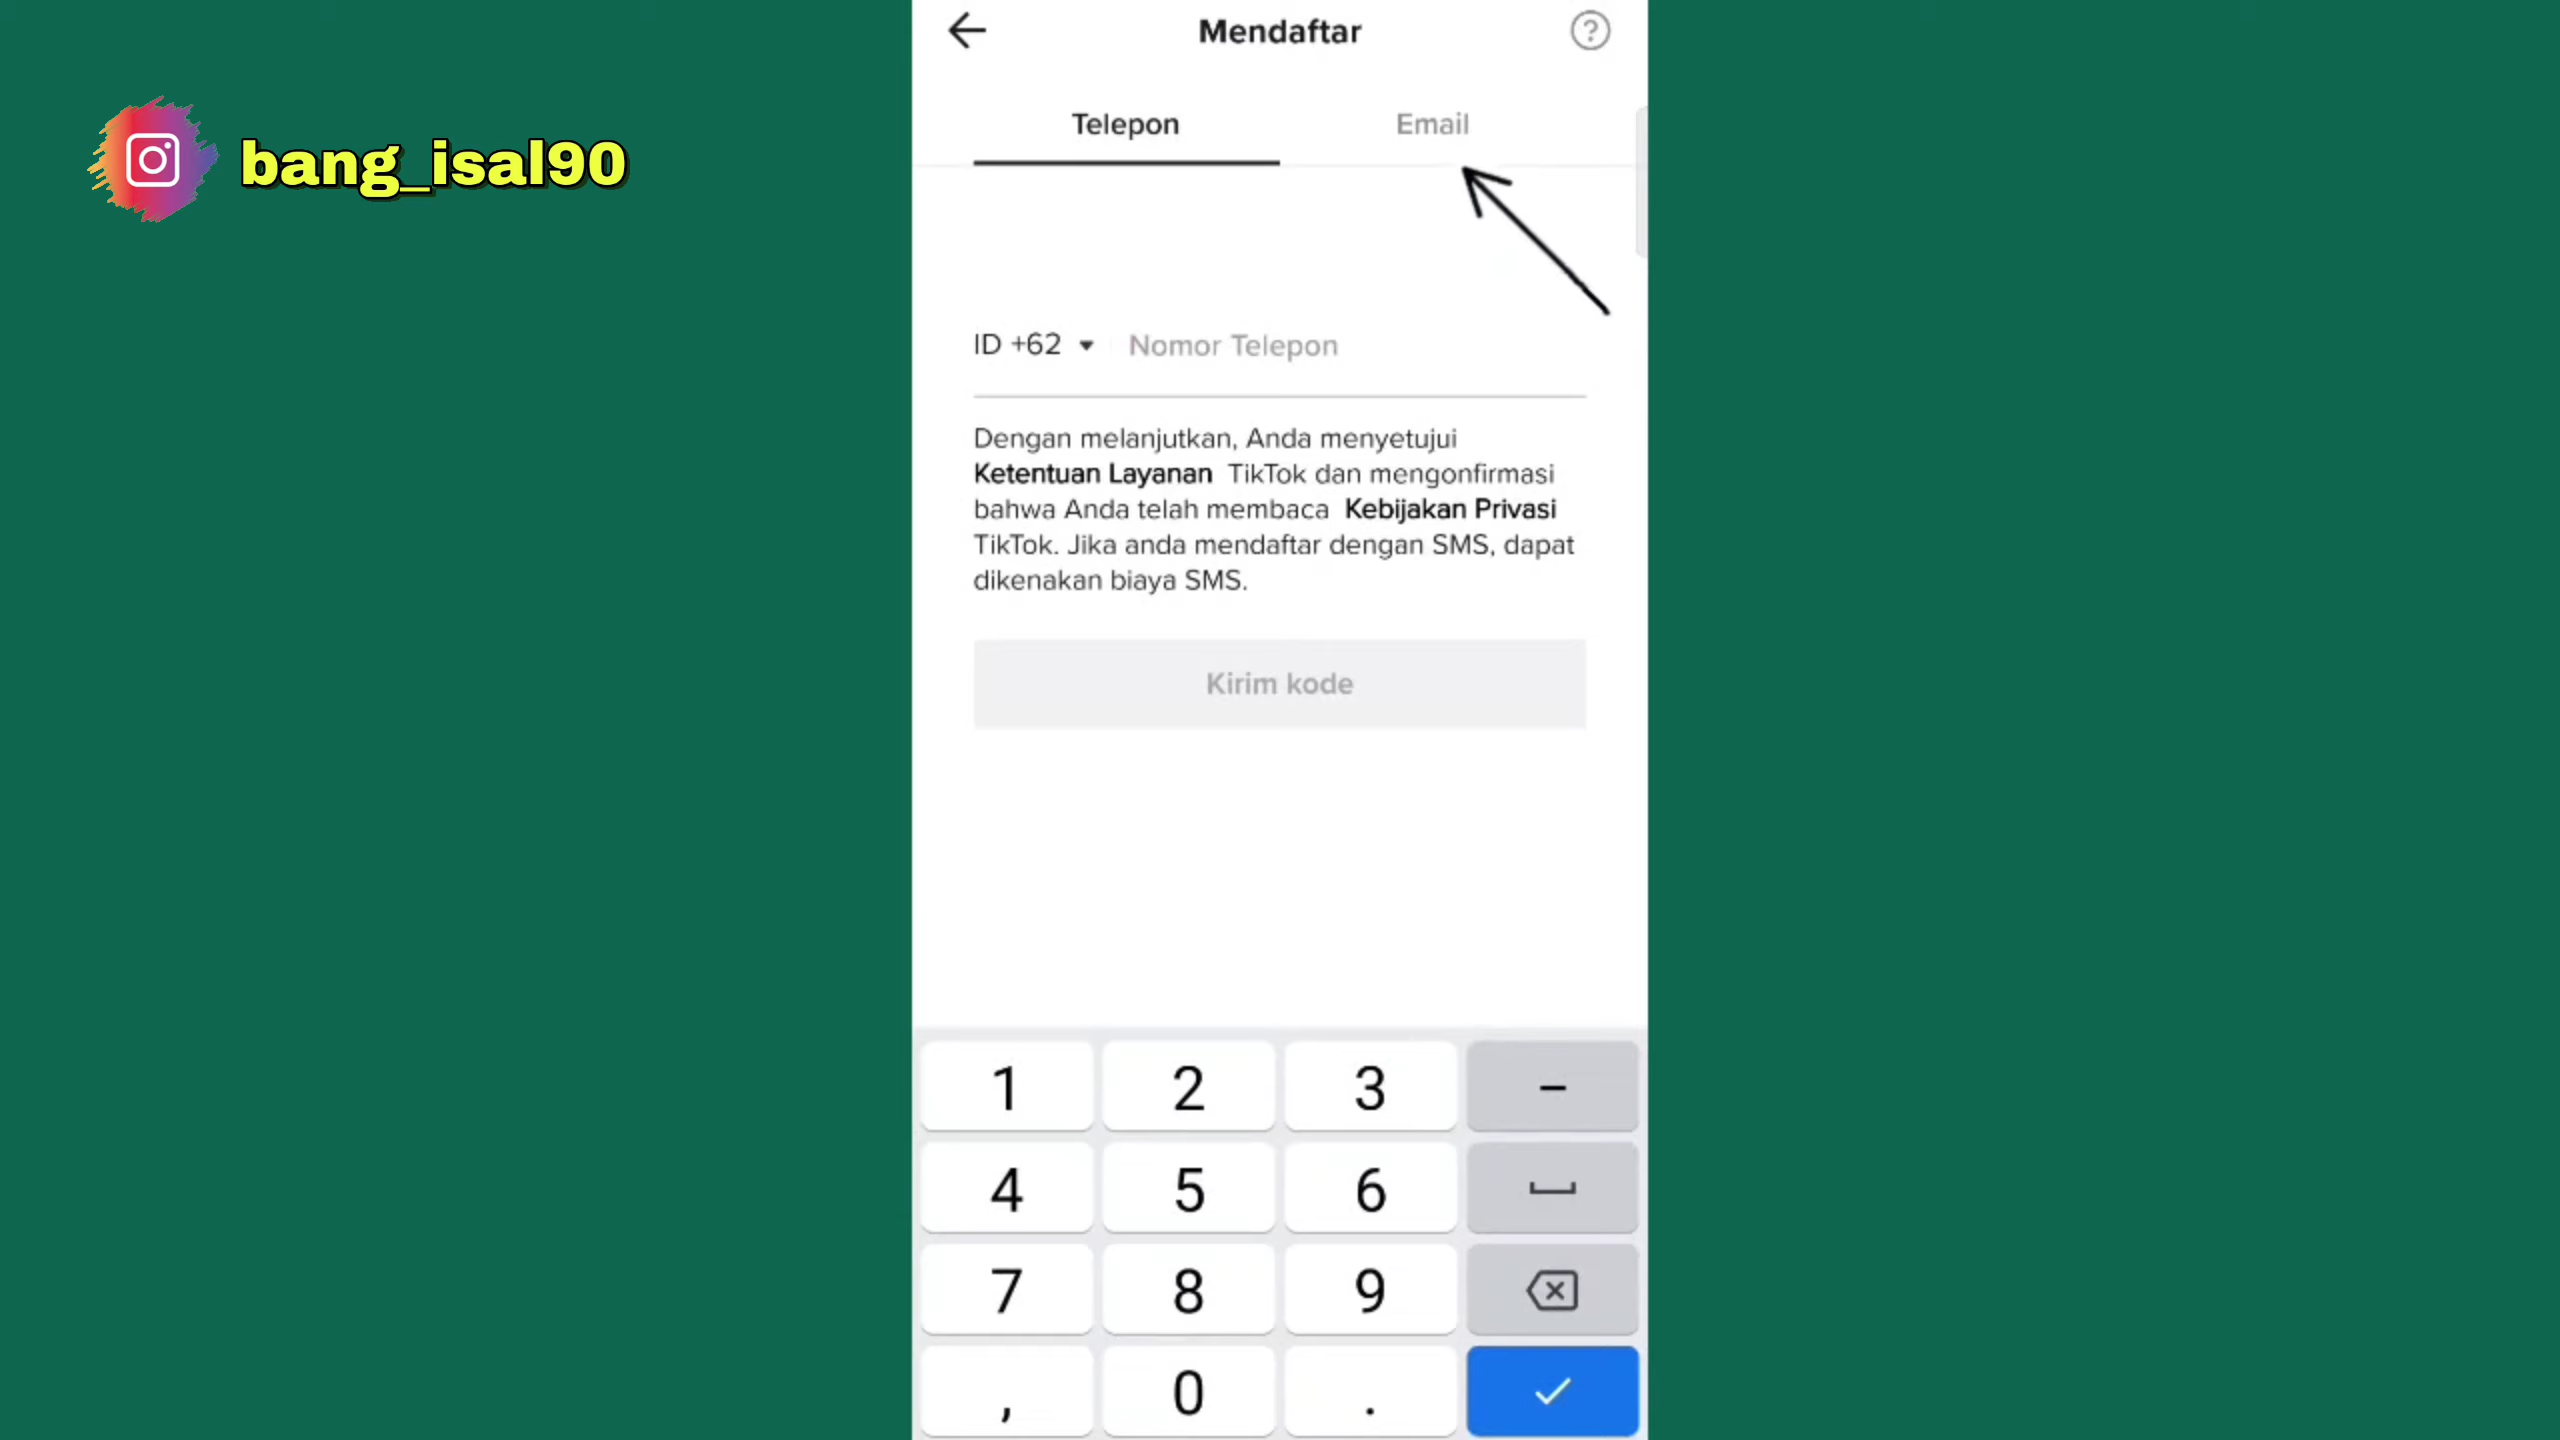 bang_isal90
Mendaftar
?
Telepon
Email
ID +62
Nomor Telepon
Dengan melanjutkan, Anda menyetujui
Ketentuan Layanan TikTok dan mengonfirmasi
bahwa Anda telah membaca Kebijakan Privasi
TikTok. Jika anda mendaftar dengan SMS, dapat
dikenakan biaya SMS.
Kirim kode
1 2 3 –
4 5 6
7 8 9
, 0 .